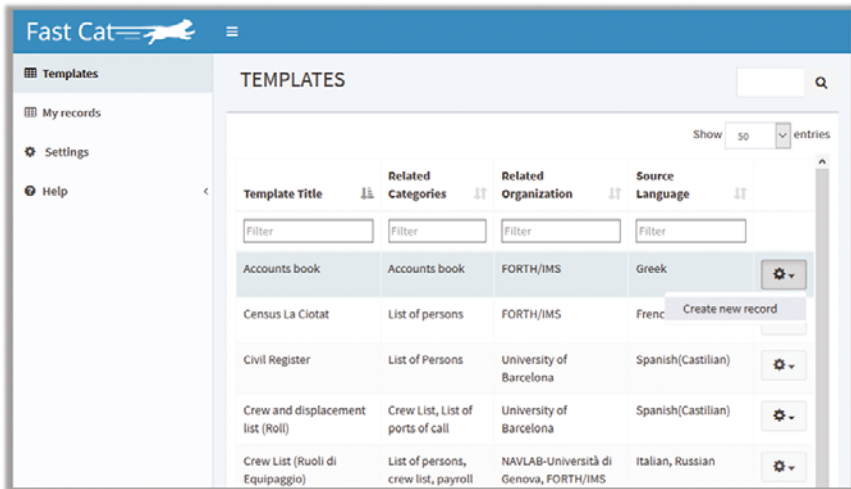 Fast Cat
Templates
My records
Settings
Help
TEMPLATES
Show 50 entries
Template Title
Related
Categories
Related
Organization
Source
Language
Filter
Filter
Filter
Filter
Accounts book
Accounts book
FORTH/IMS
Greek
Create new record
Census La Ciotat
List of persons
FORTH/IMS
Frenc
Civil Register
List of Persons
University of
Barcelona
Spanish(Castilian)
Crew and displacement
list (Roll)
Crew List, List of
ports of call
University of
Barcelona
Spanish(Castilian)
Crew List (Ruoli di
Equipaggio)
List of persons,
crew list, payroll
NAVLAB-Università di
Genova, FORTH/IMS
Italian, Russian